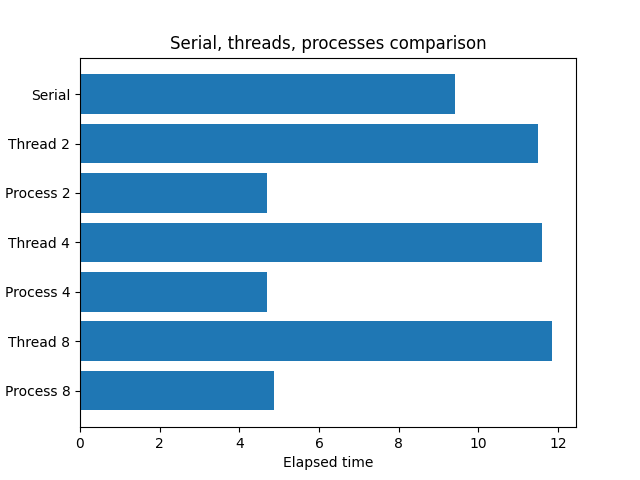 Serial, threads, processes comparison
Serial
Thread 2
Process 2
Thread 4
Process 4
Thread 8
Process 8
0 2 4 6 8 10 12
Elapsed time